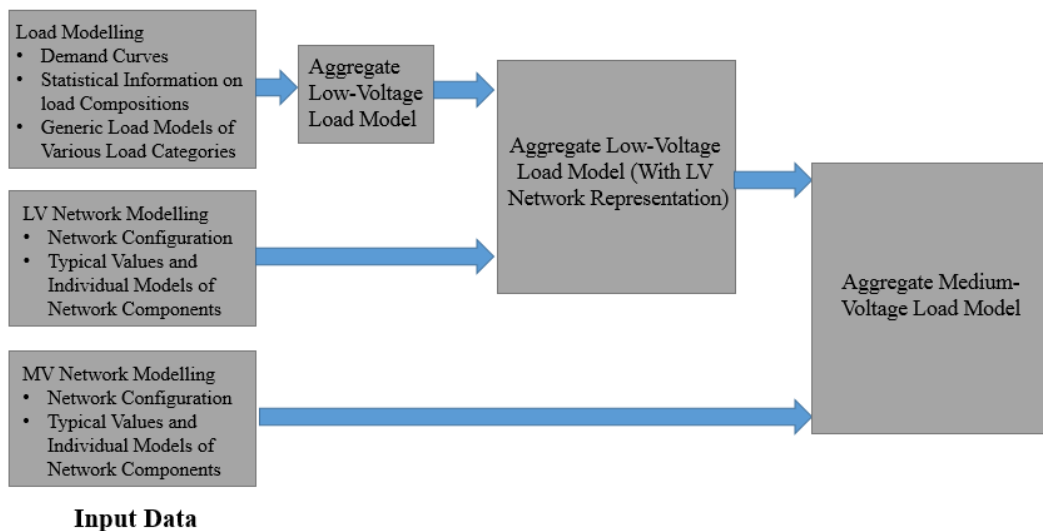 Load Modelling
• Demand Curves
• Statistical Information on
load Compositions
• Generic Load Models of
Various Load Categories
Aggregate
Low-Voltage
Load Model
Aggregate Low-Voltage
Load Model (With LV
Network Representation)
LV Network Modelling
• Network Configuration
• Typical Values and
Individual Models of
Network Components
Aggregate Medium-
Voltage Load Model
MV Network Modelling
• Network Configuration
• Typical Values and
Individual Models of
Network Components
Input Data